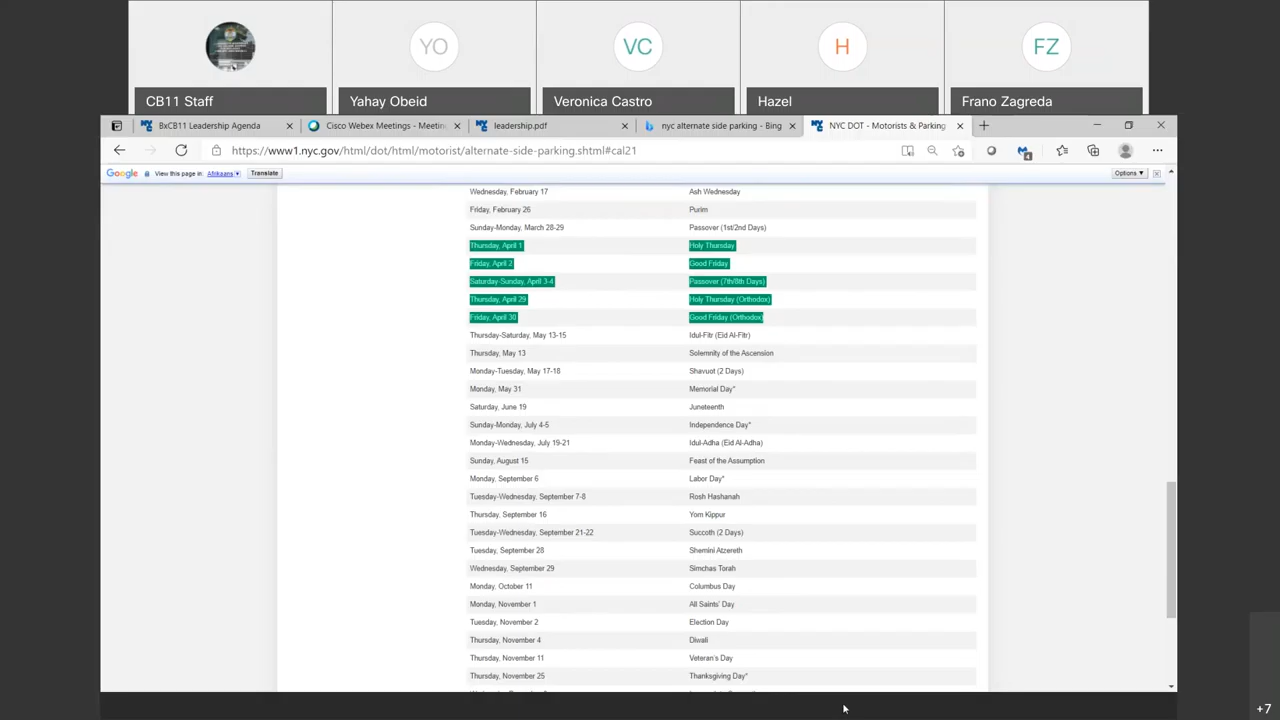 YO
VC
H
FZ
CB11 Staff
Yahay Obeid
Veronica Castro
Hazel
Frano Zagreda
BxCB11 Leadership Agenda
Cisco Webex Meetings - Meetin
leadership.pdf
nyc alternate side parking - Bing
NYC DOT - Motorists & Parking
https://www1.nyc.gov/html/dot/html/motorist/alternate-side-parking.shtml#cal21
Google View this page in: Afrikaans Translate Options ▼
Wednesday, February 17 Ash Wednesday
Friday, February 26 Purim
Sunday-Monday, March 28-29 Passover (1st/2nd Days)
Thursday, April 1 Holy Thursday
Friday, April 2 Good Friday
Saturday-Sunday, April 3-4 Passover (7th/8th Days)
Thursday, April 29 Holy Thursday (Orthodox)
Friday, April 30 Good Friday (Orthodox)
Thursday-Saturday, May 13-15 Idul-Fitr (Eid Al-Fitr)
Thursday, May 13 Solemnity of the Ascension
Monday-Tuesday, May 17-18 Shavuot (2 Days)
Monday, May 31 Memorial Day*
Saturday, June 19 Juneteenth
Sunday-Monday, July 4-5 Independence Day*
Monday-Wednesday, July 19-21 Idul-Adha (Eid Al-Adha)
Sunday, August 15 Feast of the Assumption
Monday, September 6 Labor Day*
Tuesday-Wednesday, September 7-8 Rosh Hashanah
Thursday, September 16 Yom Kippur
Tuesday-Wednesday, September 21-22 Succoth (2 Days)
Tuesday, September 28 Shemini Atzereth
Wednesday, September 29 Simchas Torah
Monday, October 11 Columbus Day
Monday, November 1 All Saints' Day
Tuesday, November 2 Election Day
Thursday, November 4 Diwali
Thursday, November 11 Veteran's Day
Thursday, November 25 Thanksgiving Day*
+7